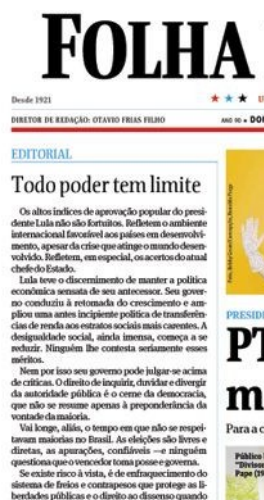 FOLHA
Desde 1921
★ ★ ★
DIRETOR DE REDAÇÃO: OTAVIO FRIAS FILHO
ANO 90 ● DO
EDITORIAL
Todo poder tem limite
Os altos índices de aprovação popular do presi-
dente Lula não são fortuitos. Refletem o ambiente
internacional favorável aos países em desenvolvi-
mento, apesar da crise que atinge o mundo desen-
volvido. Refletem, em especial, os acertos do atual
chefe do Estado.
Lula teve o discernimento de manter a política
econômica sensata de seu antecessor. Seu gover-
no conduziu à retomada do crescimento e am-
pliou uma antes incipiente política de transferên-
cias de renda aos estratos sociais mais carentes. A
desigualdade social, ainda imensa, começa a se
reduzir. Ninguém lhe contesta seriamente esses
méritos.
Nem por isso seu governo pode julgar-se acima
de críticas. O direito de inquirir, duvidar e divergir
da autoridade pública é o cerne da democracia,
que não se resume apenas à preponderância da
vontade da maioria.
Vai longe, aliás, o tempo em que não se respei-
tavam maiorias no Brasil. As eleições são livres e
diretas, as apurações, confiáveis —e ninguém
questiona que o vencedor toma posse e governa.
Se existe risco à vista, é de enfraquecimento do
sistema de freios e contrapesos que protege as li-
berdades públicas e o direito ao dissenso quando
PRESID
PT
m
Para a c
Público
"Divisor
Pape (19